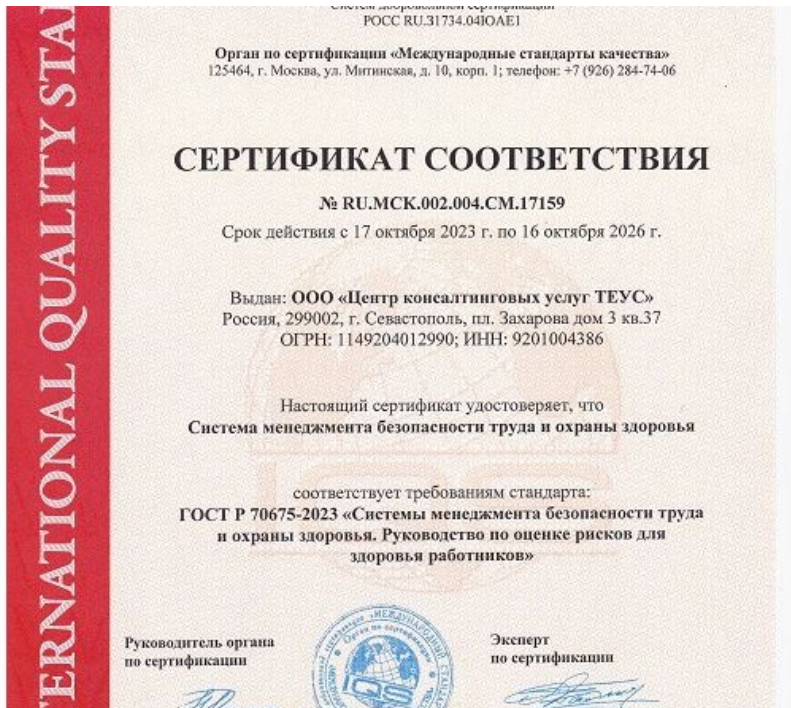 Систем добровольной сертификации
РОСС RU.31734.04ЮАЕ1
Орган по сертификации «Международные стандарты качества»
125464, г. Москва, ул. Митинская, д. 10, корп. 1; телефон: +7 (926) 284-74-06
СЕРТИФИКАТ СООТВЕТСТВИЯ
№ RU.МСК.002.004.СМ.17159
Срок действия с 17 октября 2023 г. по 16 октября 2026 г.
Выдан: ООО «Центр консалтинговых услуг ТЕУС»
Россия, 299002, г. Севастополь, пл. Захарова дом 3 кв.37
ОГРН: 1149204012990; ИНН: 9201004386
Настоящий сертификат удостоверяет, что
Система менеджмента безопасности труда и охраны здоровья
соответствует требованиям стандарта:
ГОСТ Р 70675-2023 «Системы менеджмента безопасности труда
и охраны здоровья. Руководство по оценке рисков для
здоровья работников»
Руководитель органа
по сертификации
Эксперт
по сертификации
IQS
TERNATIONAL QUALITY STA